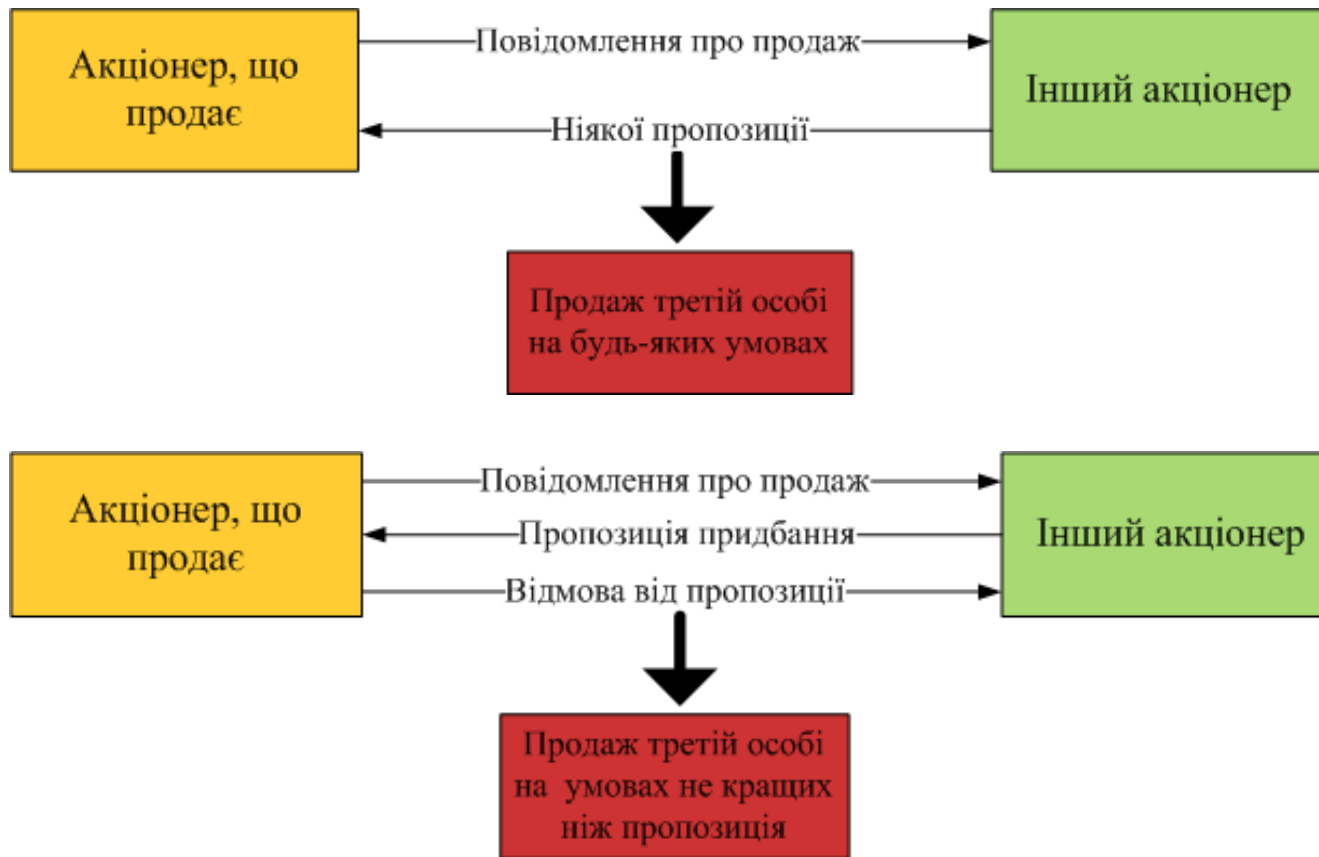 Акціонер, що
продає
Повідомлення про продаж
Ніякої пропозиції
Інший акціонер
Продаж третій особі
на будь-яких умовах
Акціонер, що
продає
Повідомлення про продаж
Пропозиція придбання
Відмова від пропозиції
Інший акціонер
Продаж третій особі
на умовах не кращих
ніж пропозиція